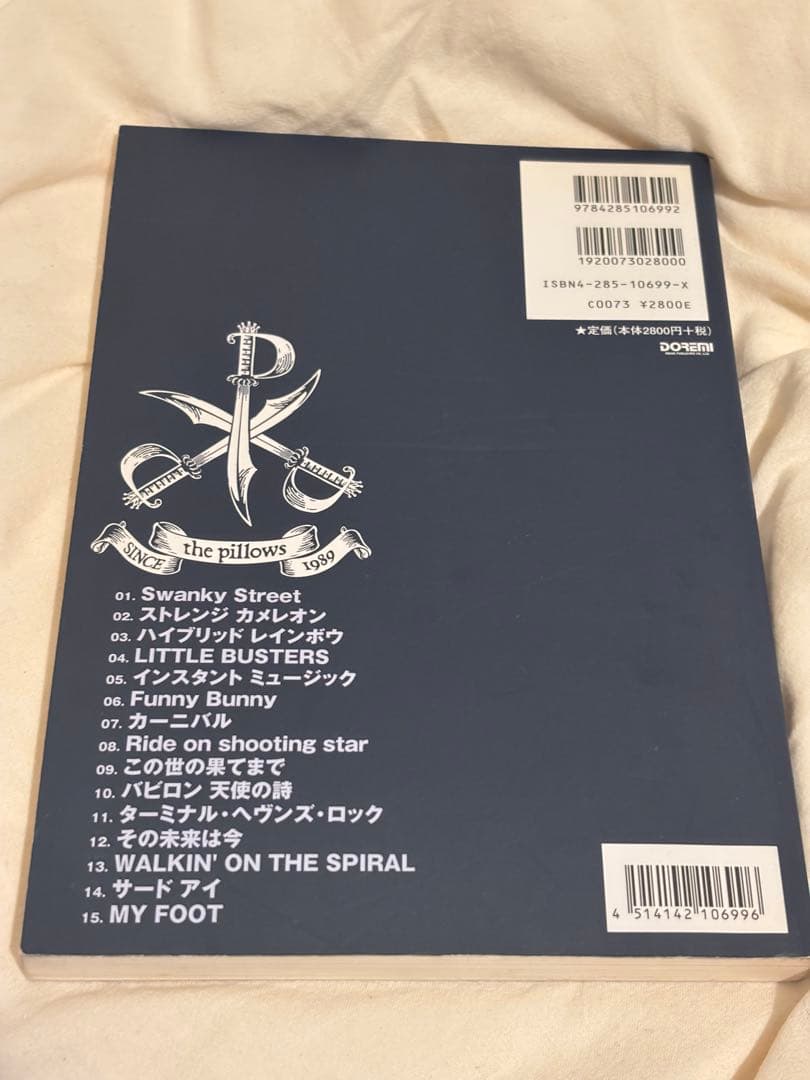 9784285106992
1920073028000
ISBN4-285-10699-X
C0073 ¥2800E
★定価(本体2800円+税)
DOREMI
SINCE the pillows 1989
01. Swanky Street
02. ストレンジ カメレオン
03. ハイブリッド レインボウ
04. LITTLE BUSTERS
05. インスタント ミュージック
06. Funny Bunny
07. カーニバル
08. Ride on shooting star
09. この世の果てまで
10. バビロン 天使の詩
11. ターミナル・ヘヴンズ・ロック
12. その未来は今
13. WALKIN' ON THE SPIRAL
14. サード アイ
15. MY FOOT
4 514142 106996